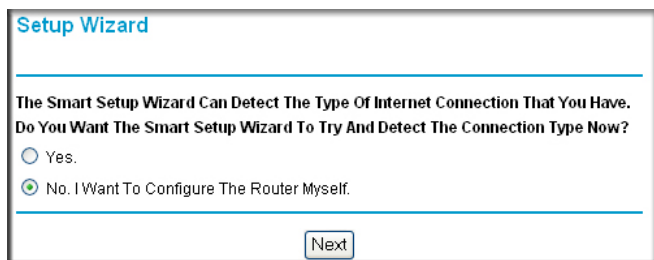 Setup Wizard
The Smart Setup Wizard Can Detect The Type Of Internet Connection That You Have.
Do You Want The Smart Setup Wizard To Try And Detect The Connection Type Now?
Yes.
No. I Want To Configure The Router Myself.
Next